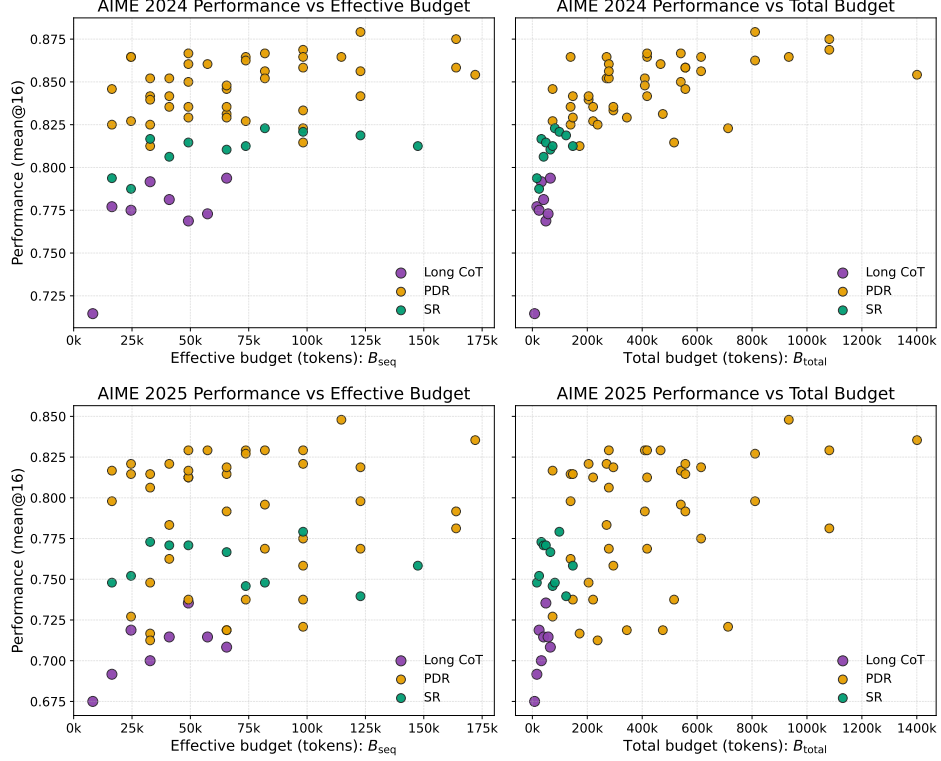 AIME 2024 Performance vs Effective Budget
AIME 2024 Performance vs Total Budget
Performance (mean@16)
0.875
0.850
0.825
0.800
0.775
0.750
0.725
Long CoT
PDR
SR
Long CoT
PDR
SR
0k 25k 50k 75k 100k 125k 150k 175k
0k 200k 400k 600k 800k 1000k 1200k 1400k
Effective budget (tokens): B_seq
Total budget (tokens): B_total
AIME 2025 Performance vs Effective Budget
AIME 2025 Performance vs Total Budget
Performance (mean@16)
0.850
0.825
0.800
0.775
0.750
0.725
0.700
0.675
Long CoT
PDR
SR
Long CoT
PDR
SR
0k 25k 50k 75k 100k 125k 150k 175k
0k 200k 400k 600k 800k 1000k 1200k 1400k
Effective budget (tokens): B_seq
Total budget (tokens): B_total